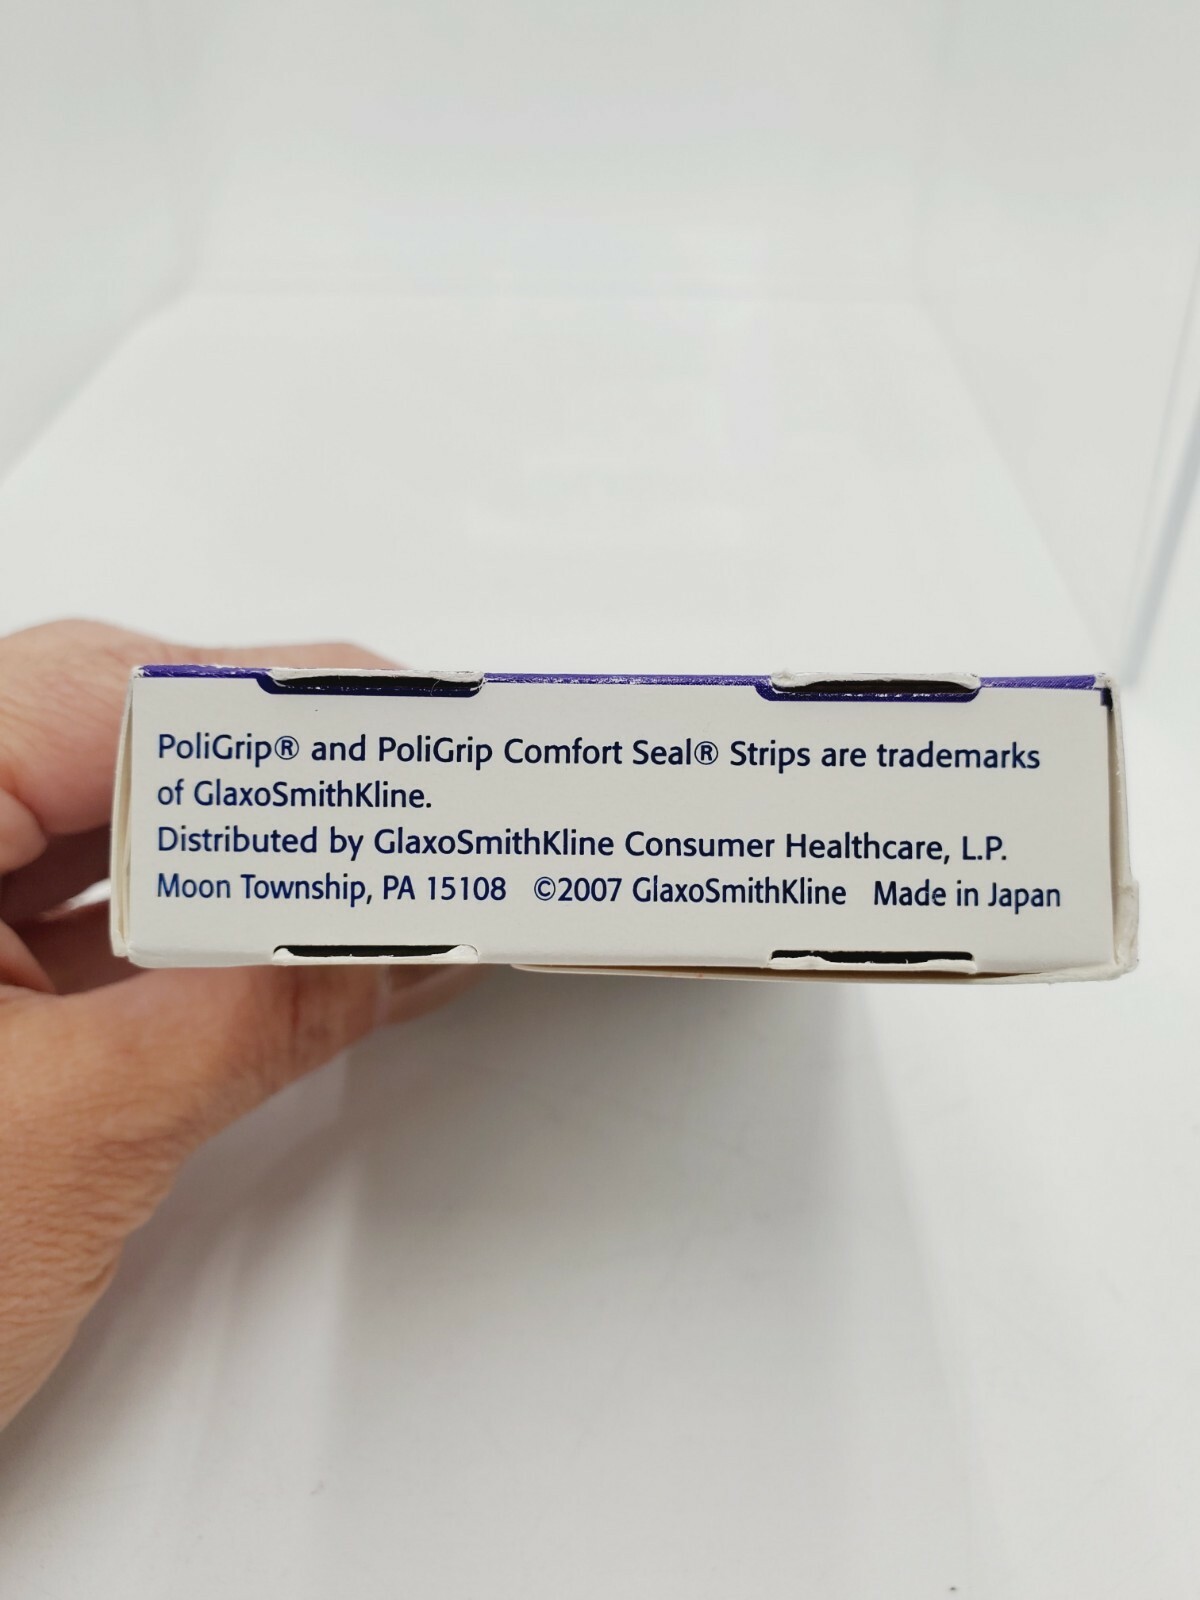 PoliGrip® and PoliGrip Comfort Seal® Strips are trademarks
of GlaxoSmithKline.
Distributed by GlaxoSmithKline Consumer Healthcare, L.P.
Moon Township, PA 15108 ©2007 GlaxoSmithKline Made in Japan